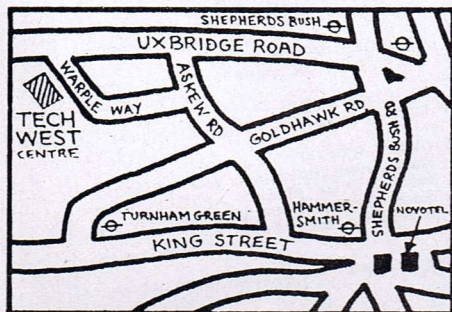 SHEPHERDS BUSH
UXBRIDGE ROAD
WARPLE WAY
ASKEW RD
TECH
WEST
CENTRE
GOLDHAWK RD
SHEPHERDS BUSH RD
TURNHAM GREEN
HAMMER-
SMITH
NOVOTEL
KING STREET